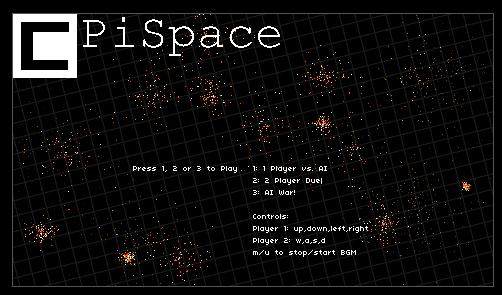 PiSpace
Press 1, 2 or 3 to Play. 1: 1 Player vs. AI
2: 2 Player Duel
3: AI War!
Controls:
Player 1: up,down,left,right
Player 2: w,a,s,d
m/u to stop/start BGM